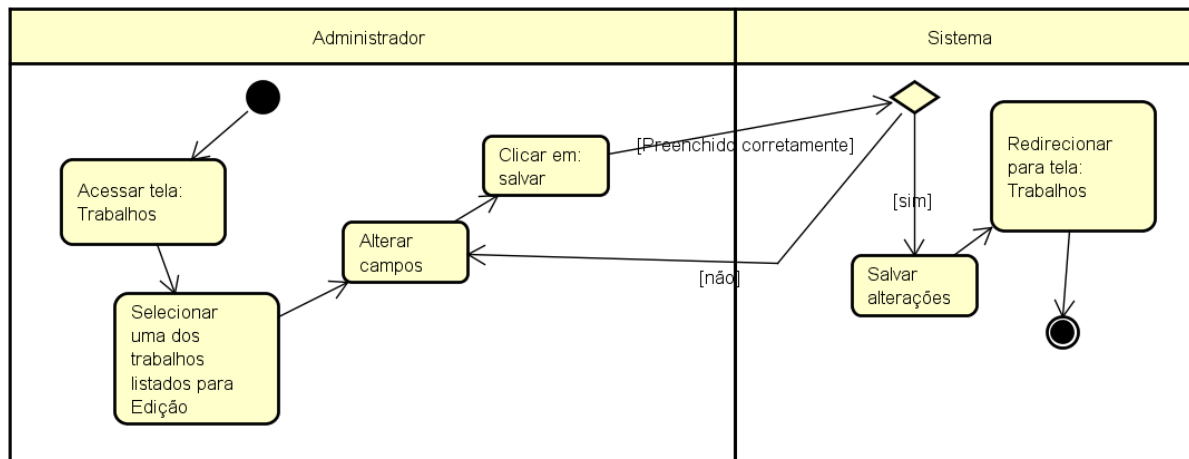 Administrador
Sistema
Acessar tela:
Trabalhos
Selecionar
uma dos
trabalhos
listados para
Edição
Alterar
campos
Clicar em:
salvar
[Preenchido corretamente]
[sim]
[não]
Salvar
alterações
Redirecionar
para tela:
Trabalhos